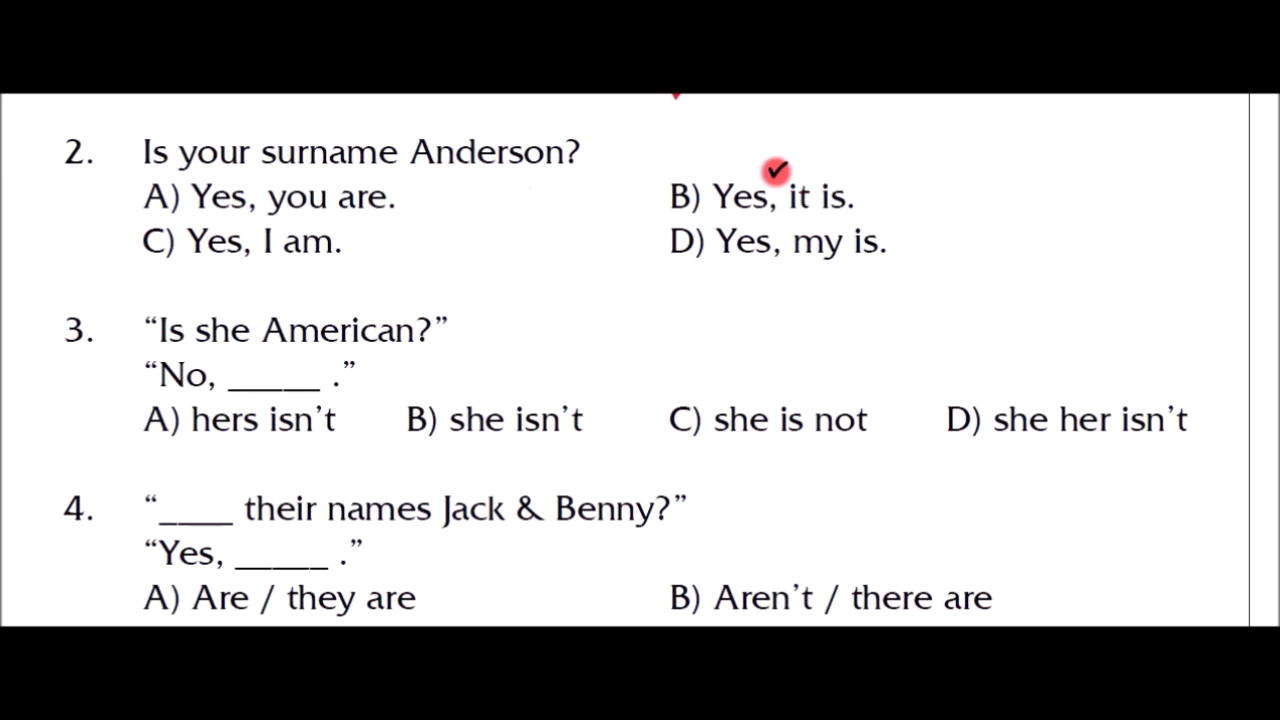 2. Is your surname Anderson?
A) Yes, you are. B) Yes, it is.
C) Yes, I am. D) Yes, my is.
3. “Is she American?”
“No, _____ .”
A) hers isn’t B) she isn’t C) she is not D) she her isn’t
4. “____ their names Jack & Benny?”
“Yes, _____ .”
A) Are / they are B) Aren’t / there are